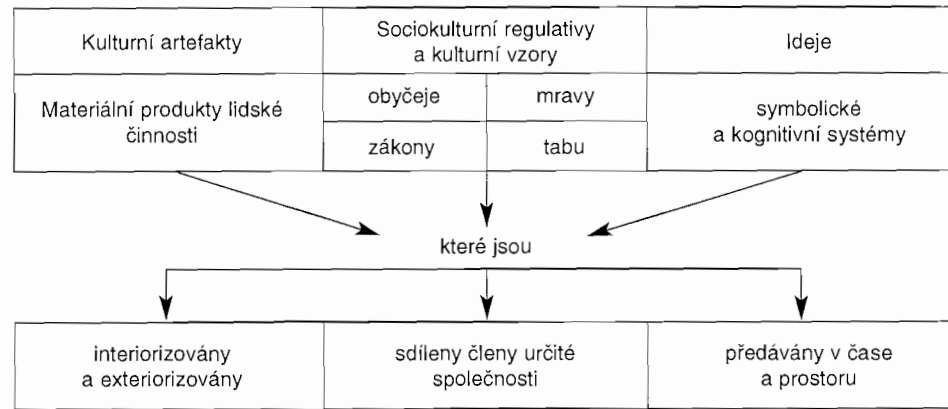 Kulturní artefakty
Sociokulturní regulativy
a kulturní vzory
Ideje
Materiální produkty lidské
činnosti
obyčeje
mravy
zákony
tabu
symbolické
a kognitivní systémy
které jsou
interiorizovány
a exteriorizovány
sdíleny členy určité
společnosti
předávány v čase
a prostoru